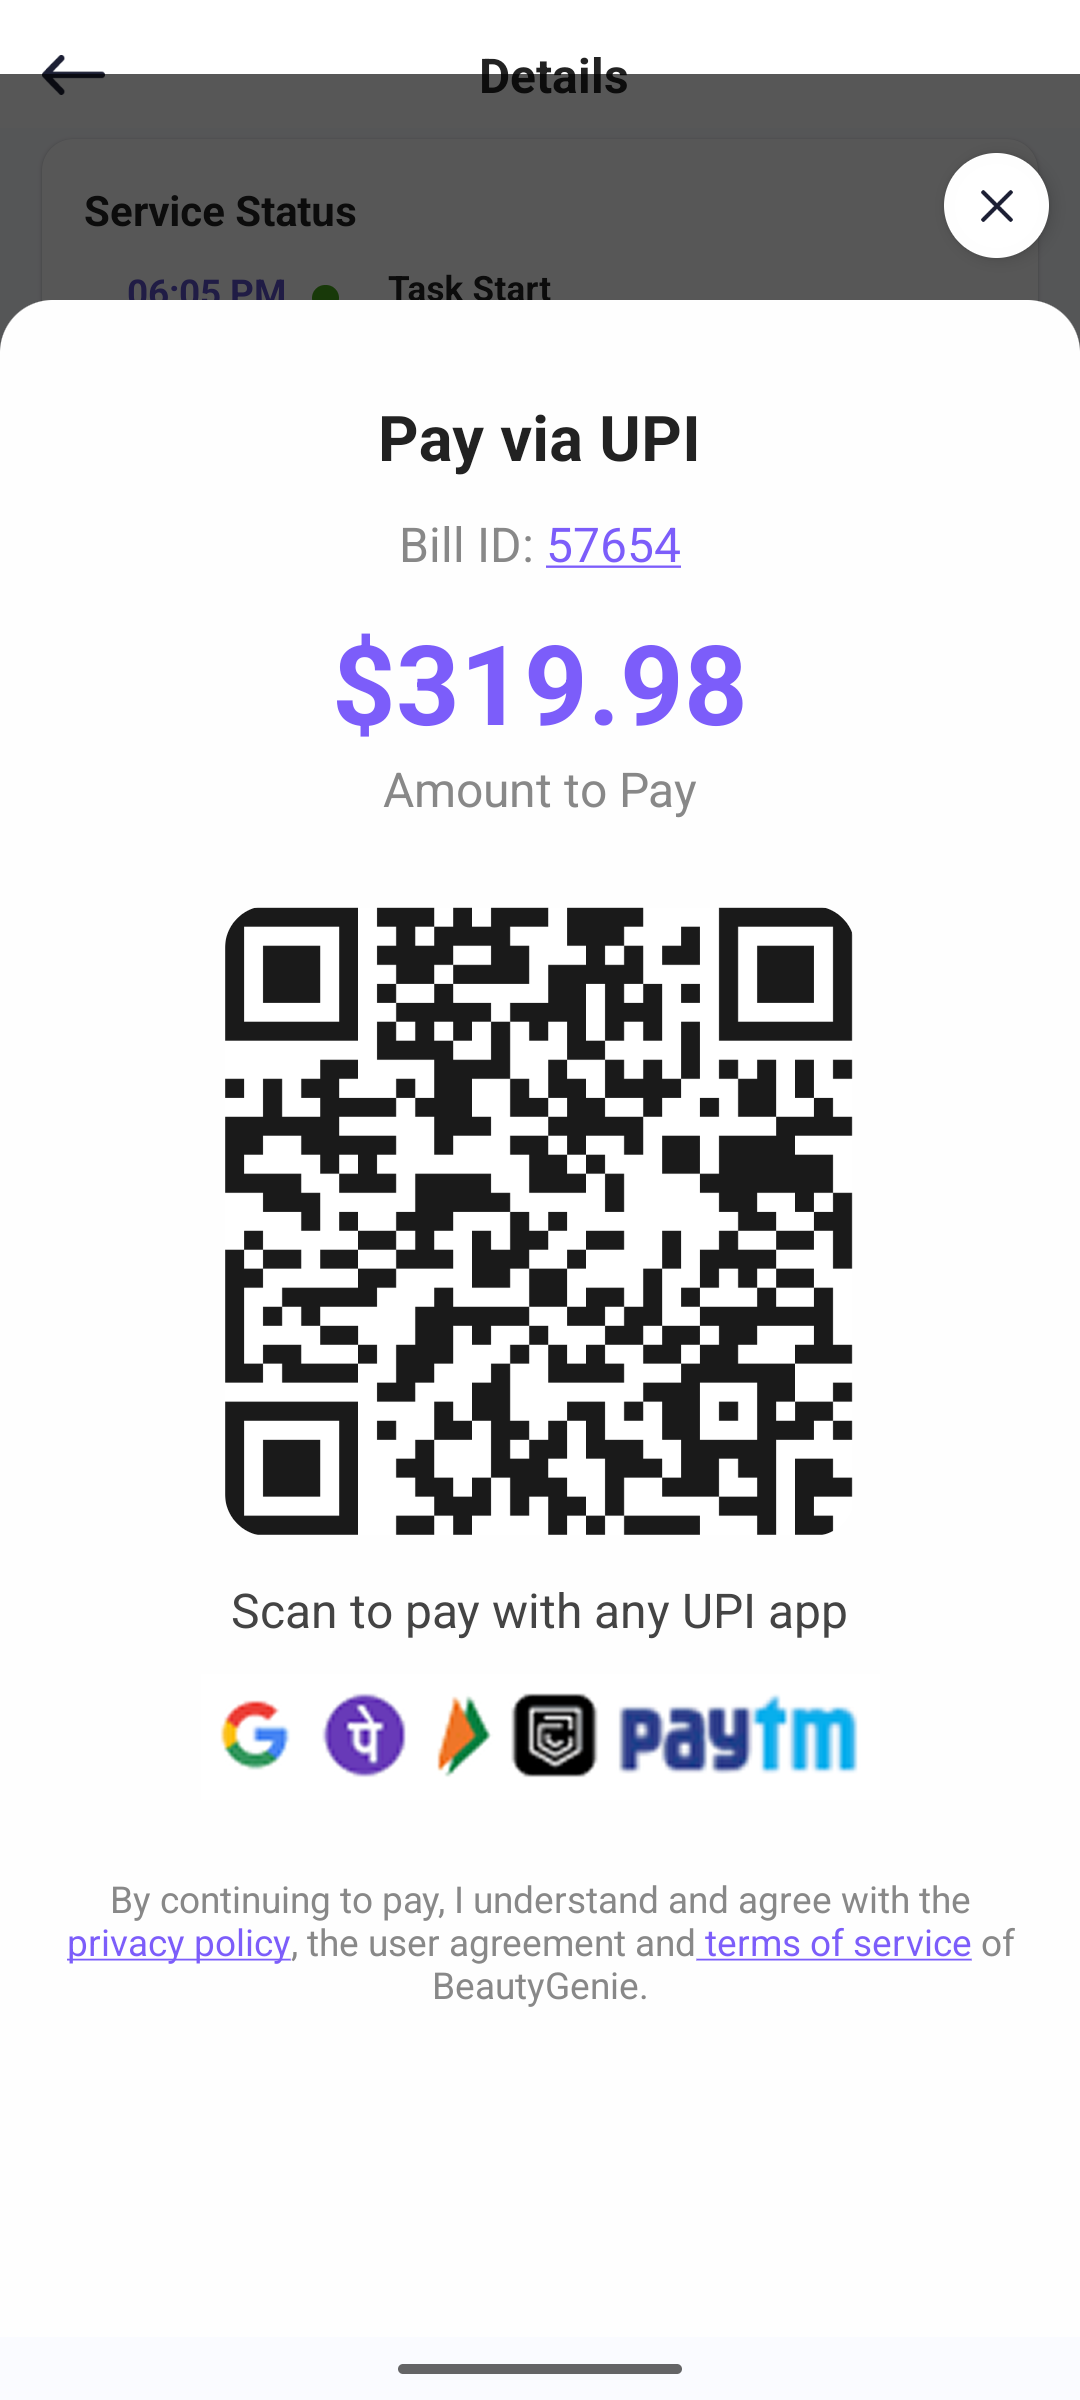 Details
Service Status
06:05 PM
Task Start
Pay via UPI
Bill ID: 57654
$319.98
Amount to Pay
Scan to pay with any UPI app
G पे paytm
By continuing to pay, I understand and agree with the
privacy policy, the user agreement and terms of service of
BeautyGenie.